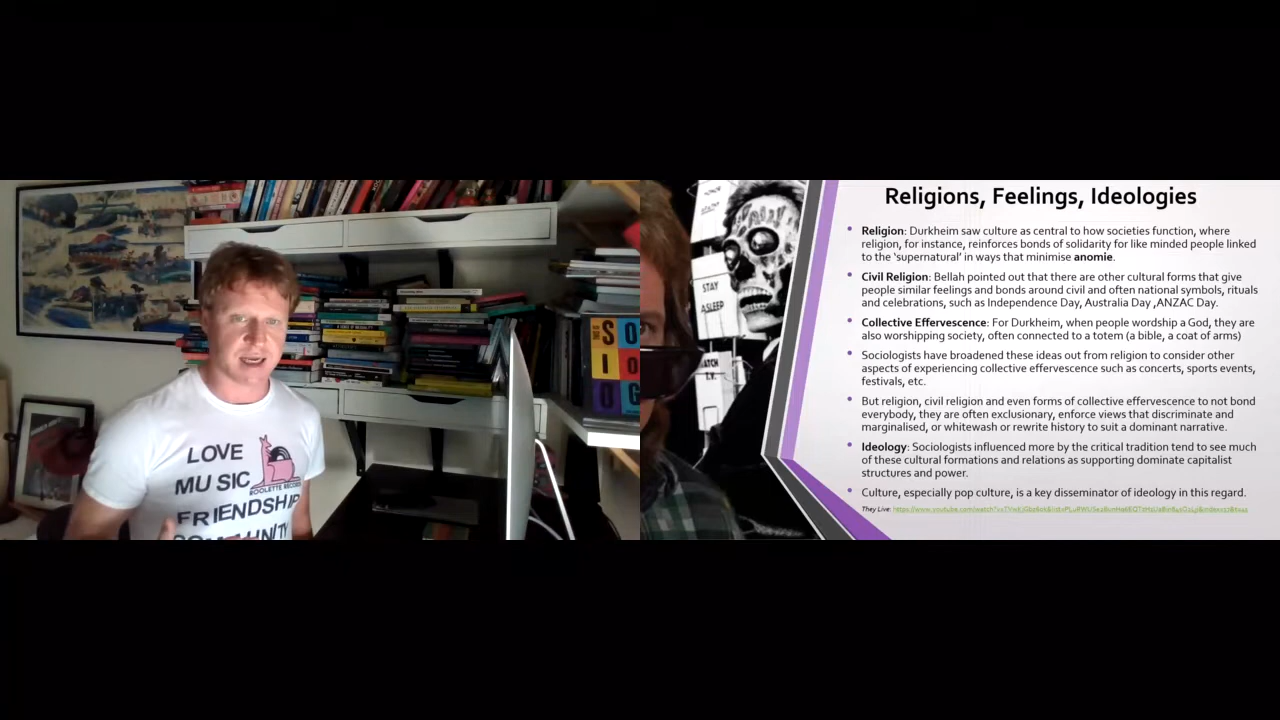 LOVE
MUSIC
ROOLETTE RECORDS
FRIENDSHIP
COMMUNITY
S O
I O
G
STAY
ASLEEP
T.V.
Religions, Feelings, Ideologies
Religion: Durkheim saw culture as central to how societies function, where
religion, for instance, reinforces bonds of solidarity for like minded people linked
to the 'supernatural' in ways that minimise anomie.
Civil Religion: Bellah pointed out that there are other cultural forms that give
people similar feelings and bonds around civil and often national symbols, rituals
and celebrations, such as Independence Day, Australia Day ,ANZAC Day.
Collective Effervescence: For Durkheim, when people wordship a God, they are
also worshipping society, often connected to a totem (a bible, a coat of arms)
Sociologists have broadened these ideas out from religion to consider other
aspects of experiencing collective effervescence such as concerts, sports events,
festivals, etc.
But religion, civil religion and even forms of collective effervescence to not bond
everybody, they are often exclusionary, enforce views that discriminate and
marginalised, or whitewash or rewrite history to suit a dominant narrative.
Ideology: Sociologists influenced more by the critical tradition tend to see much
of these cultural formations and relations as supporting dominate capitalist
structures and power.
Culture, especially pop culture, is a key disseminator of ideology in this regard.
They Live: